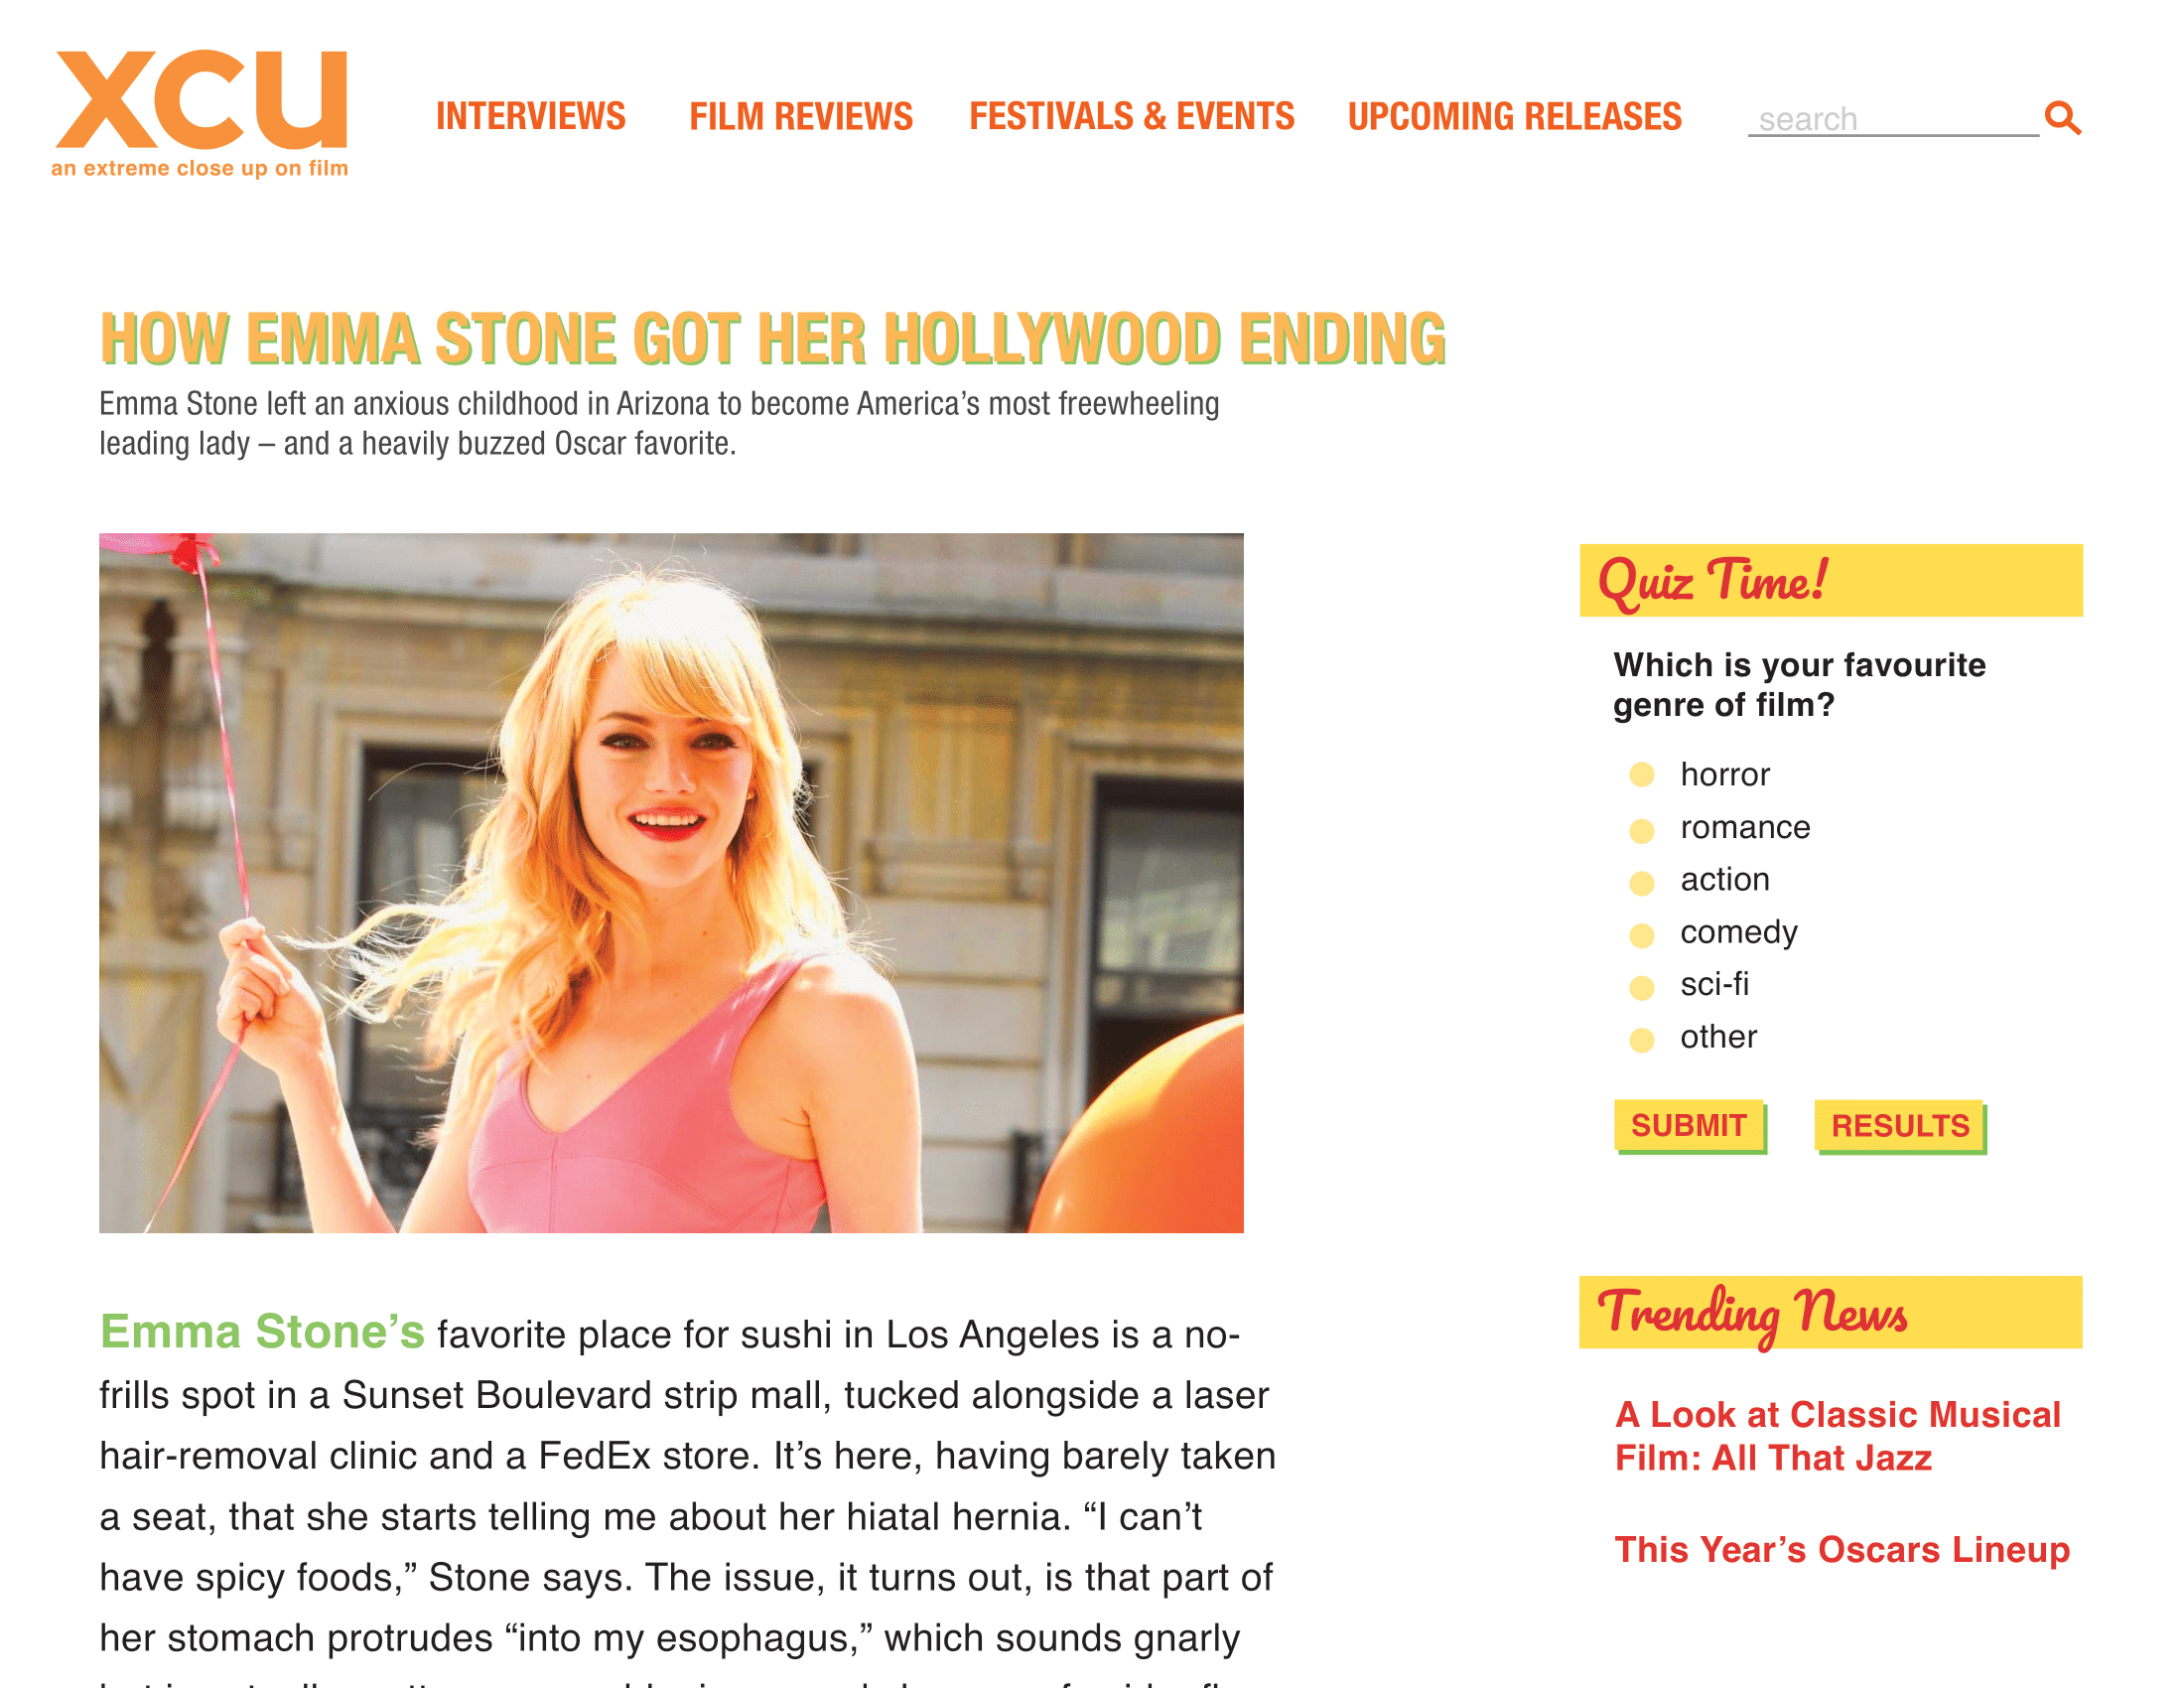 xcu
an extreme close up on film
INTERVIEWS
FILM REVIEWS
FESTIVALS & EVENTS
UPCOMING RELEASES
search
HOW EMMA STONE GOT HER HOLLYWOOD ENDING
Emma Stone left an anxious childhood in Arizona to become America’s most freewheeling
leading lady – and a heavily buzzed Oscar favorite.
Quiz Time!
Which is your favourite
genre of film?
horror
romance
action
comedy
sci-fi
other
SUBMIT
RESULTS
Emma Stone’s favorite place for sushi in Los Angeles is a no-
frills spot in a Sunset Boulevard strip mall, tucked alongside a laser
hair-removal clinic and a FedEx store. It’s here, having barely taken
a seat, that she starts telling me about her hiatal hernia. “I can’t
have spicy foods,” Stone says. The issue, it turns out, is that part of
her stomach protrudes “into my esophagus,” which sounds gnarly
Trending News
A Look at Classic Musical
Film: All That Jazz
This Year’s Oscars Lineup